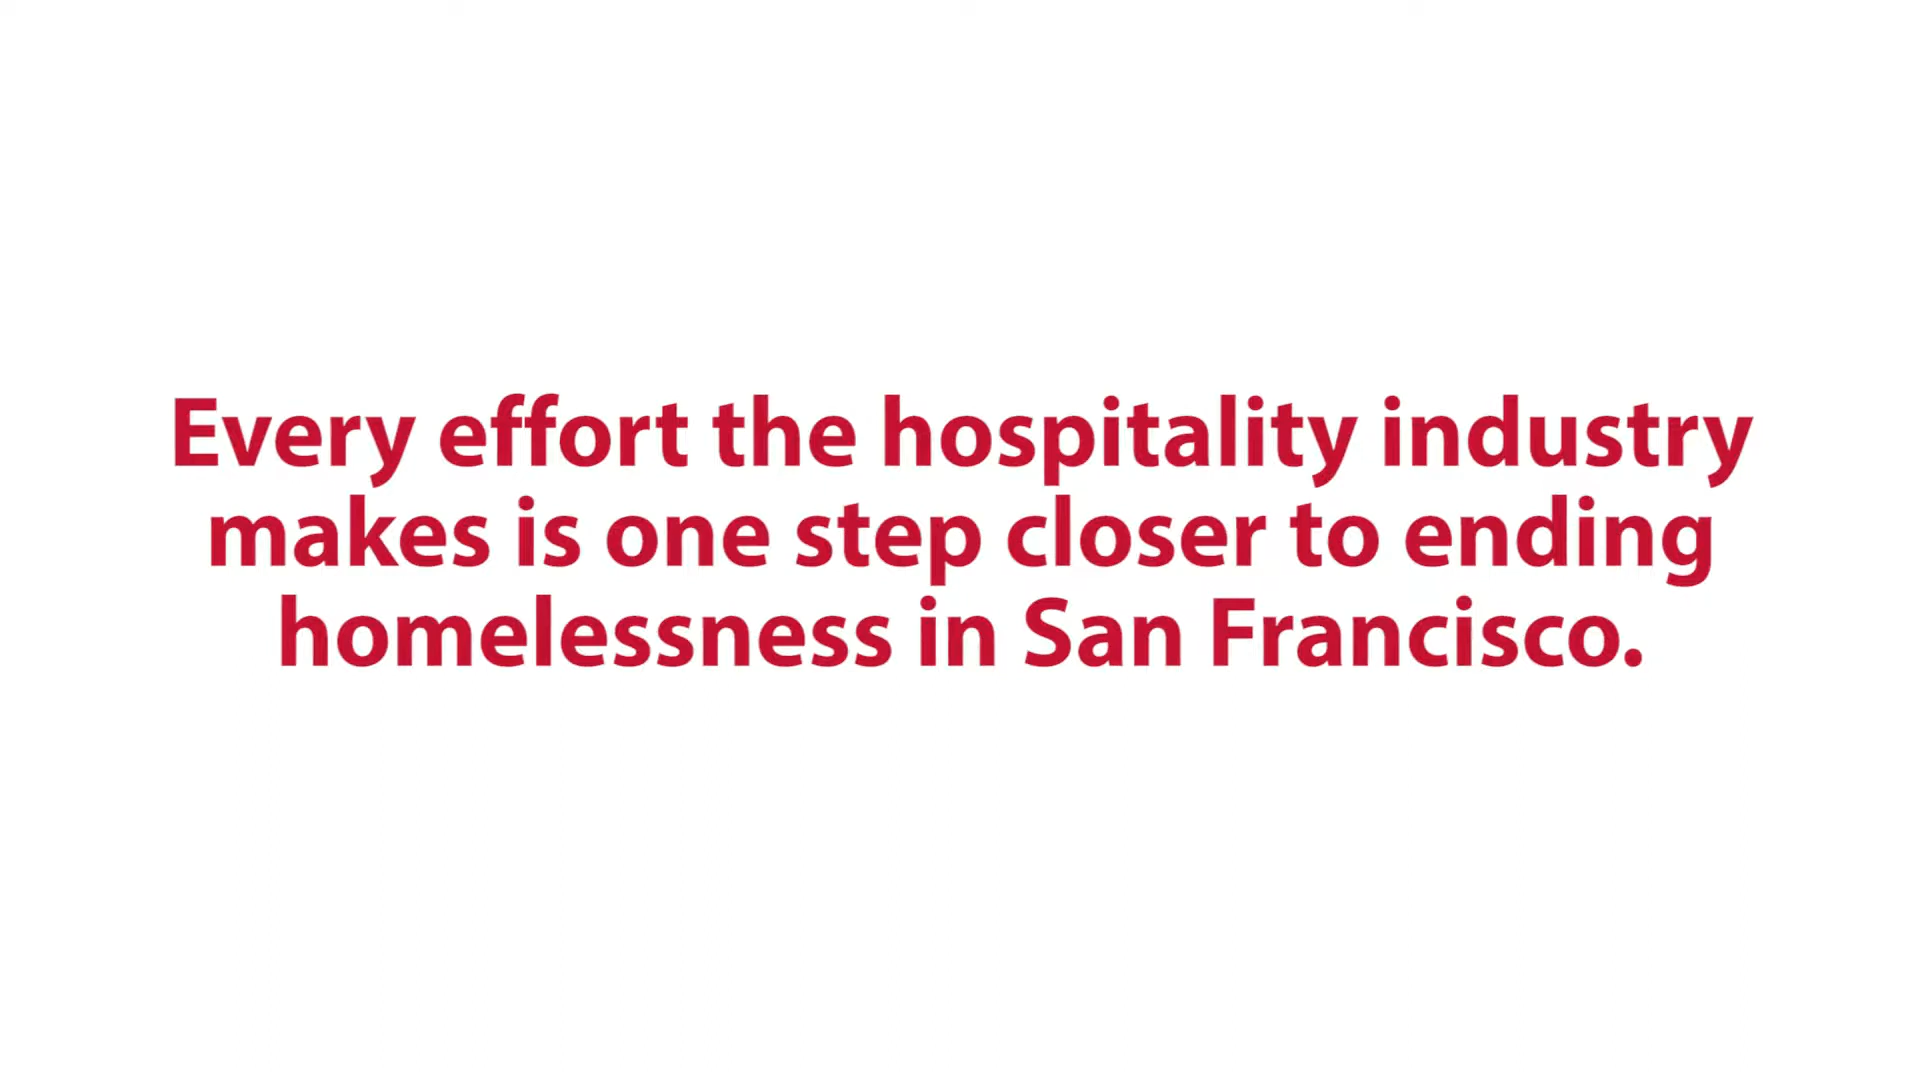 Every effort the hospitality industry
makes is one step closer to ending
homelessness in San Francisco.